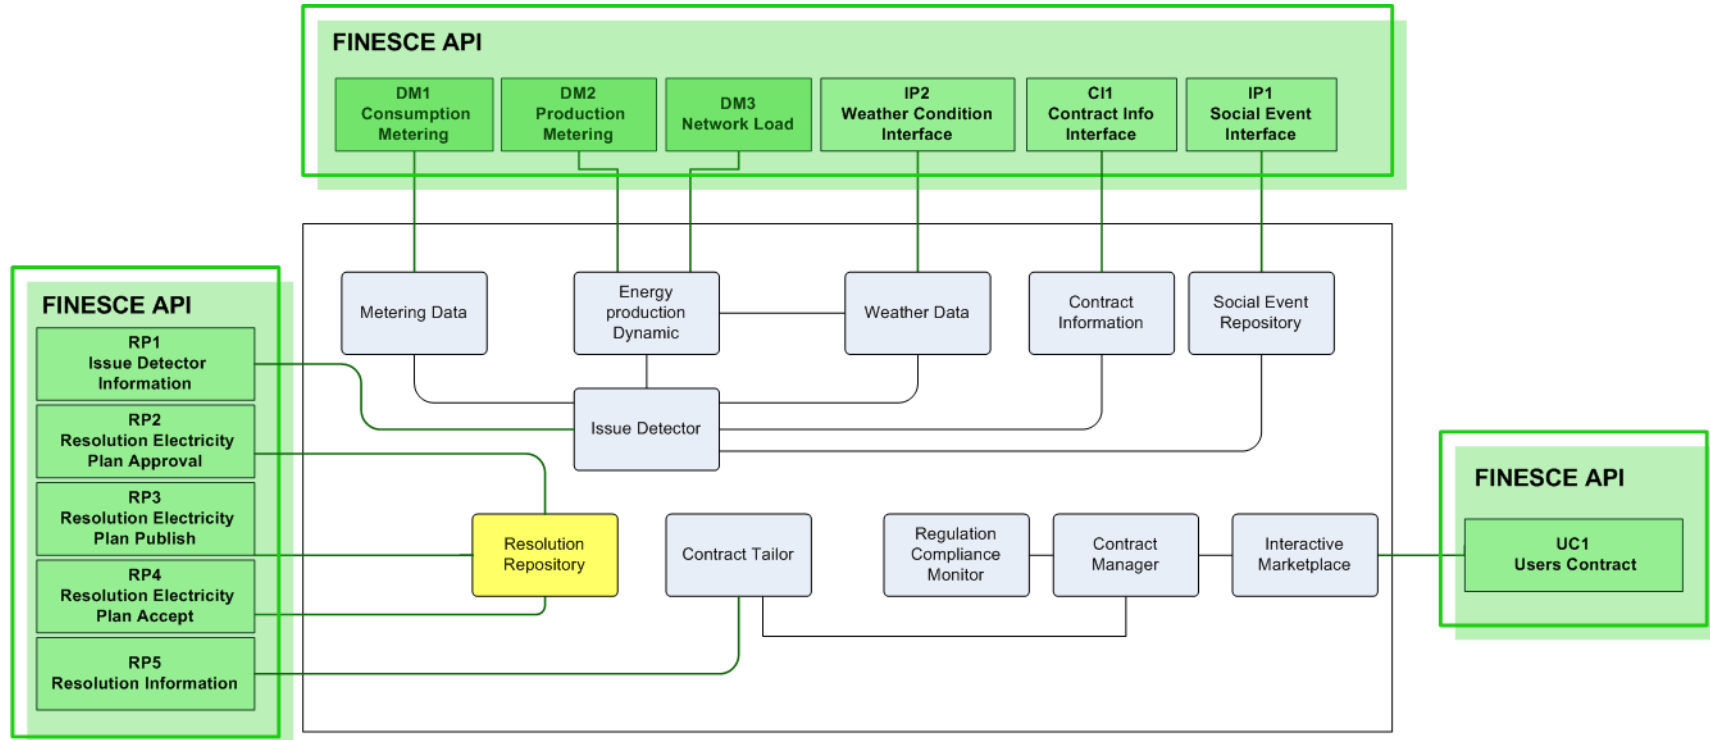 FINESCE API
DM1
Consumption
Metering
DM2
Production
Metering
DM3
Network Load
IP2
Weather Condition
Interface
CI1
Contract Info
Interface
IP1
Social Event
Interface
Metering Data
Energy
production
Dynamic
Weather Data
Contract
Information
Social Event
Repository
FINESCE API
RP1
Issue Detector
Information
RP2
Resolution Electricity
Plan Approval
RP3
Resolution Electricity
Plan Publish
RP4
Resolution Electricity
Plan Accept
RP5
Resolution Information
Issue Detector
Resolution
Repository
Contract Tailor
Regulation
Compliance
Monitor
Contract
Manager
Interactive
Marketplace
FINESCE API
UC1
Users Contract